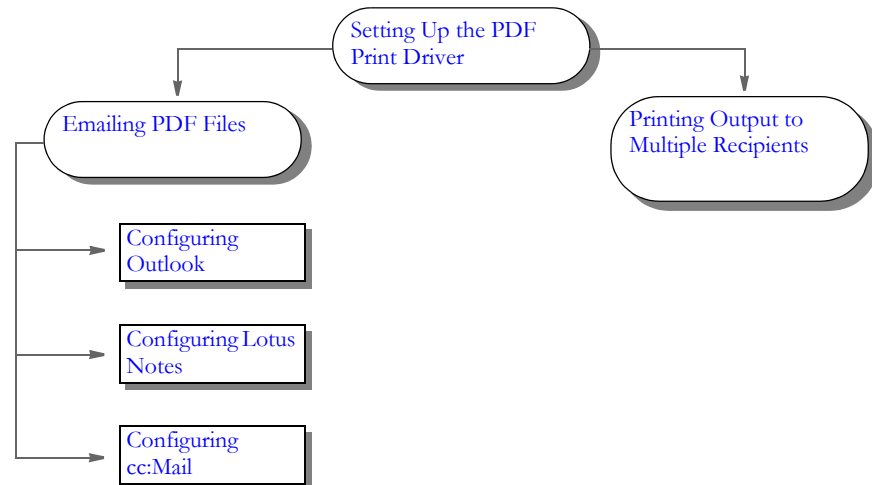 Setting Up the PDF
Print Driver
Emailing PDF Files
Printing Output to
Multiple Recipients
Configuring
Outlook
Configuring Lotus
Notes
Configuring
cc:Mail